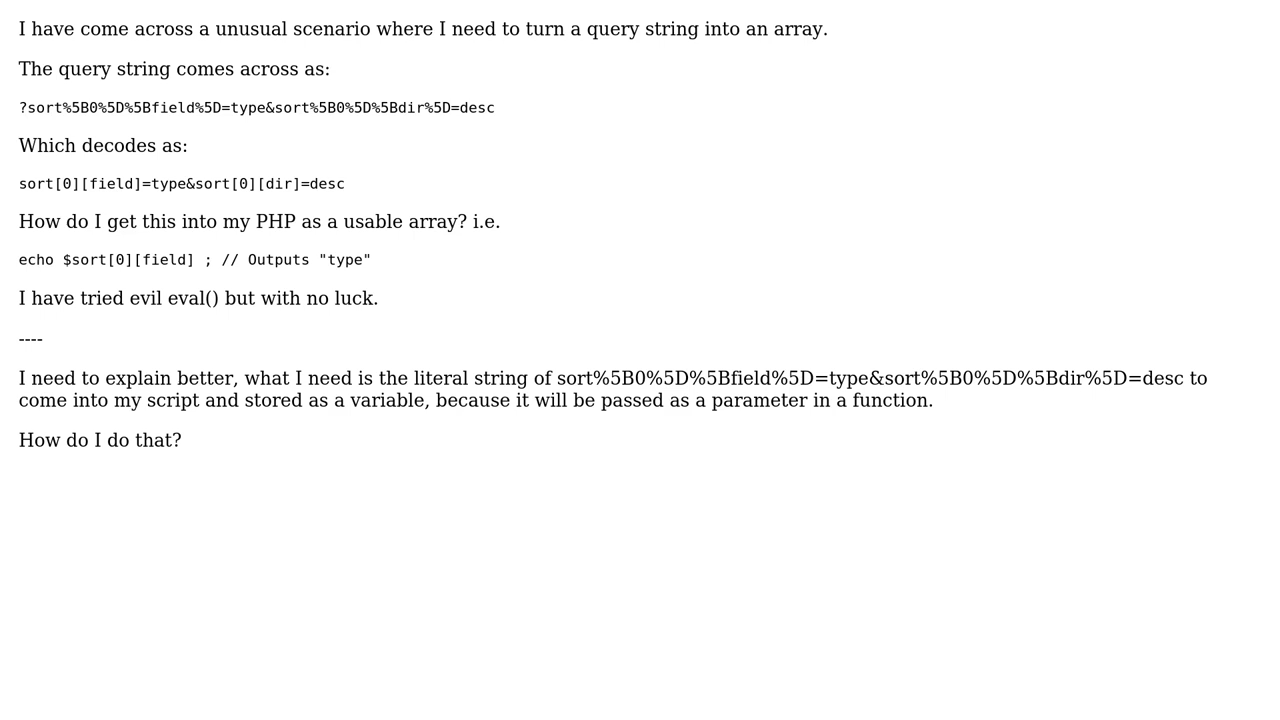 I have come across a unusual scenario where I need to turn a query string into an array.
The query string comes across as:
?sort%5B0%5D%5Bfield%5D=type&sort%5B0%5D%5Bdir%5D=desc
Which decodes as:
sort[0][field]=type&sort[0][dir]=desc
How do I get this into my PHP as a usable array? i.e.
echo $sort[0][field] ; // Outputs "type"
I have tried evil eval() but with no luck.
----
I need to explain better, what I need is the literal string of sort%5B0%5D%5Bfield%5D=type&sort%5B0%5D%5Bdir%5D=desc to
come into my script and stored as a variable, because it will be passed as a parameter in a function.
How do I do that?